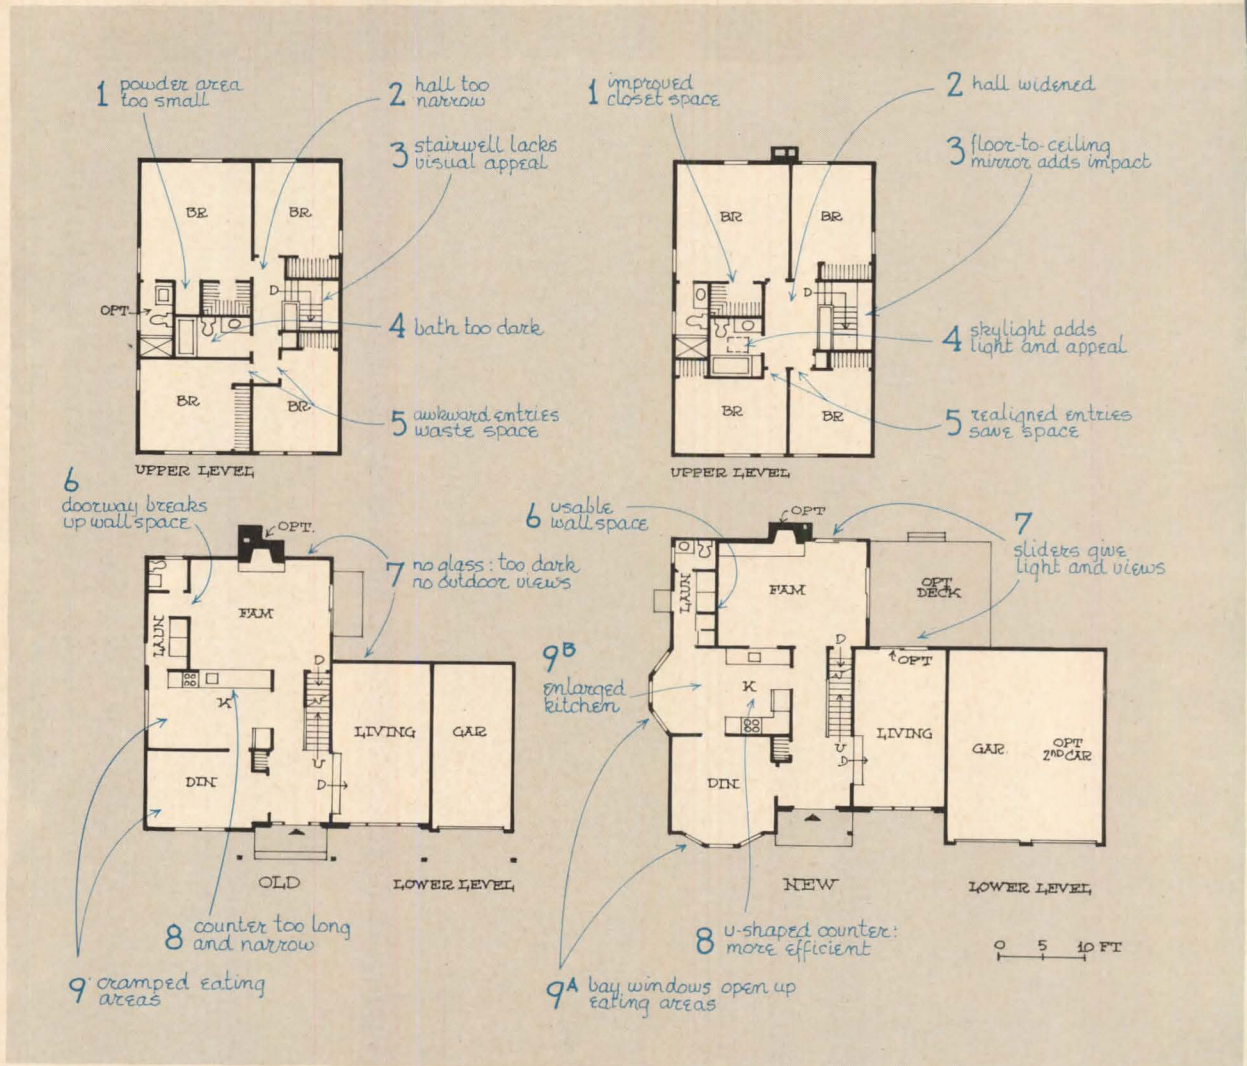 1 powder area
too small
2 hall too
narrow
3 stairwell lacks
visual appeal
BR
BR
D
OPT
4 bath too dark
BR
BR
5 awkward entries
waste space
UPPER LEVEL
1 improved
closet space
2 hall widened
3 floor-to-ceiling
mirror adds impact
BR
BR
D
4 skylight adds
light and appeal
BR
BR
5 realigned entries
save space
UPPER LEVEL
6
doorway breaks
up wall space
OPT.
7 no glass: too dark
no outdoor views
FAM
LAUN
D
K
LIVING
GAR
DIN
U
D
OLD
LOWER LEVEL
8 counter too long
and narrow
9 cramped eating
areas
6 usable
wall space
OPT
7
sliders give
light and views
LAUN
FAM
OPT
DECK
D
OPT
9B
enlarged
kitchen
K
LIVING
U
D
GAR
OPT
2ND CAR
DIN
NEW
LOWER LEVEL
8 u-shaped counter:
more efficient
9A bay windows open up
eating areas
0 5 10 FT